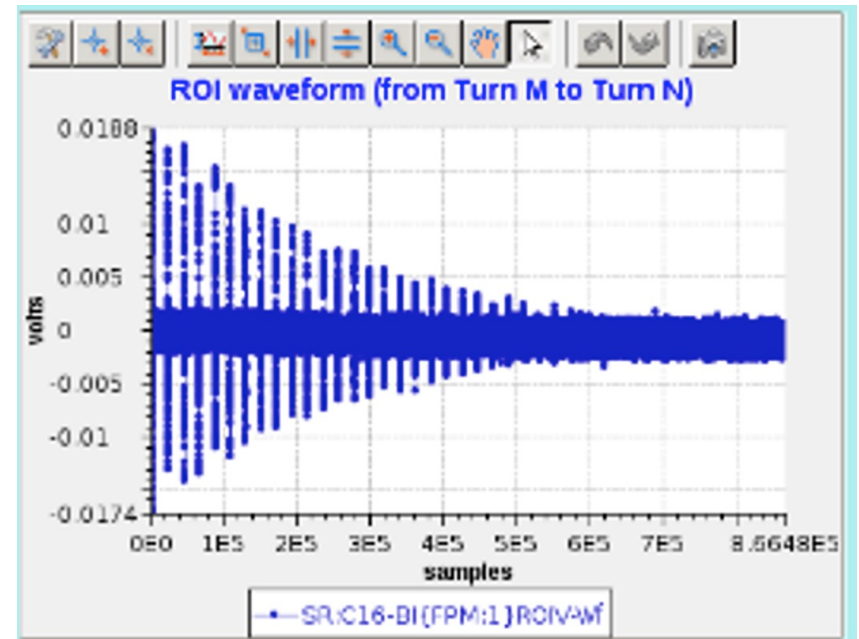 ROI waveform (from Turn M to Turn N)
0.0188
0.01
0.005
0
-0.005
-0.01
-0.0174
volts
0E0 1E5 2E5 3E5 4E5 5E5 6E5 7E5 8.6648E5
samples
SR:C16-BI{FPM:1}ROIV-Wf